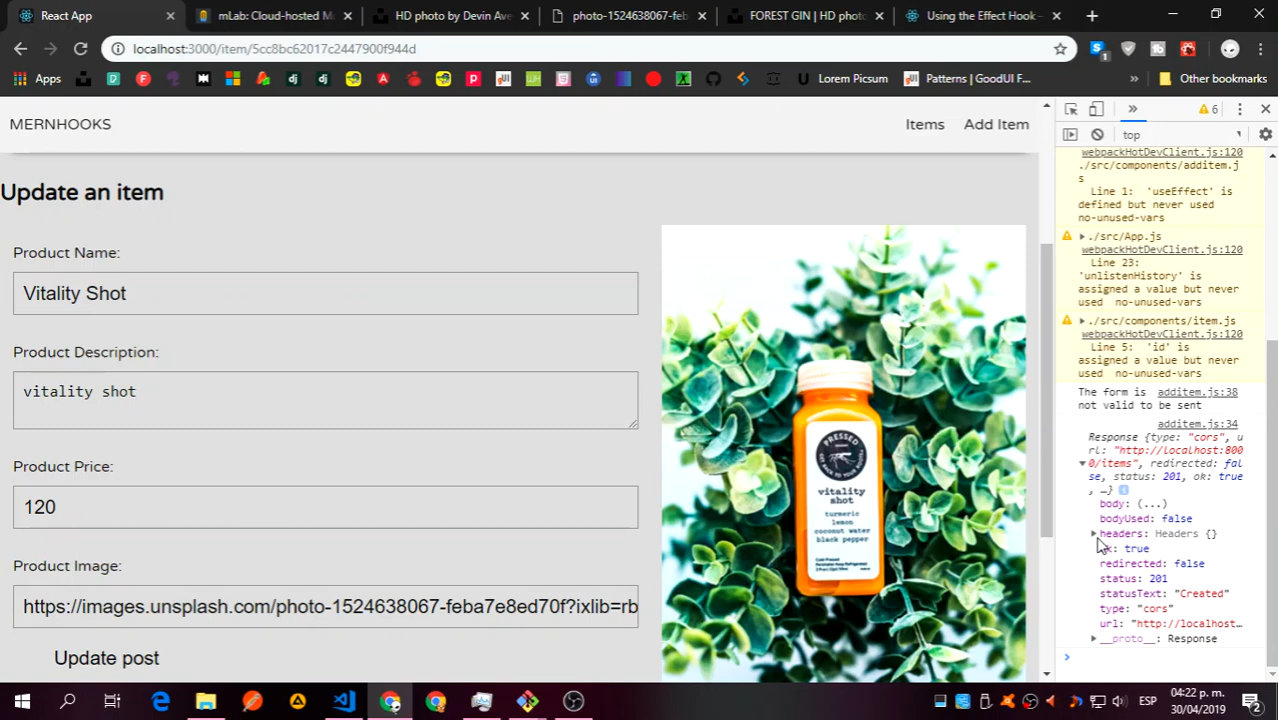 React App
mLab: Cloud-hosted M
HD photo by Devin Ave
photo-1524638067-feba
FOREST GIN | HD phot
Using the Effect Hook –
localhost:3000/item/5cc8bc62017c2447900f944d
Apps
Lorem Picsum
Patterns | GoodUI F...
Other bookmarks
MERNHOOKS
Items
Add Item
Update an item
Product Name:
Vitality Shot
Product Description:
vitality shot
Product Price:
120
Product Image:
https://images.unsplash.com/photo-1524638067-feba7e8ed70f?ixlib=rb
Update post
PRESSED
vitality
shot
turmeric
lemon
coconut water
black pepper
6
top
webpackHotDevClient.js:120
./src/components/additem.j
s
Line 1: 'useEffect' is
defined but never used
no-unused-vars
./src/App.js
webpackHotDevClient.js:120
Line 23:
'unlistenHistory' is
assigned a value but never
used no-unused-vars
./src/components/item.js
webpackHotDevClient.js:120
Line 5: 'id' is
assigned a value but never
used no-unused-vars
The form is additem.js:38
not valid to be sent
additem.js:34
Response {type: "cors", u
rl: "http://localhost:800
0/items", redirected: fal
se, status: 201, ok: true
, …}
body: (...)
bodyUsed: false
headers: Headers {}
ok: true
redirected: false
status: 201
statusText: "Created"
type: "cors"
url: "http://localhost…
__proto__: Response
ESP
04:22 p. m.
30/04/2019
2